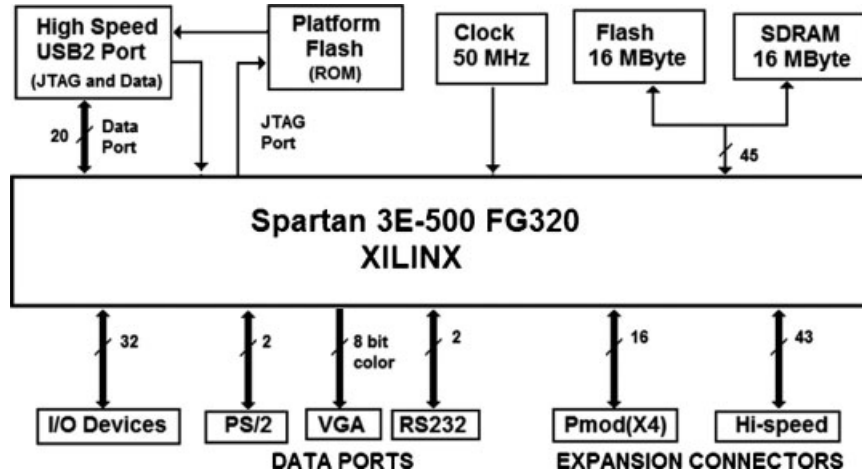 High Speed
USB2 Port
(JTAG and Data)
Platform
Flash
(ROM)
Clock
50 MHz
Flash
16 MByte
SDRAM
16 MByte
20
Data
Port
JTAG
Port
45
Spartan 3E-500 FG320
XILINX
32
2
8 bit
color
2
16
43
I/O Devices
PS/2
VGA
RS232
Pmod(X4)
Hi-speed
DATA PORTS
EXPANSION CONNECTORS